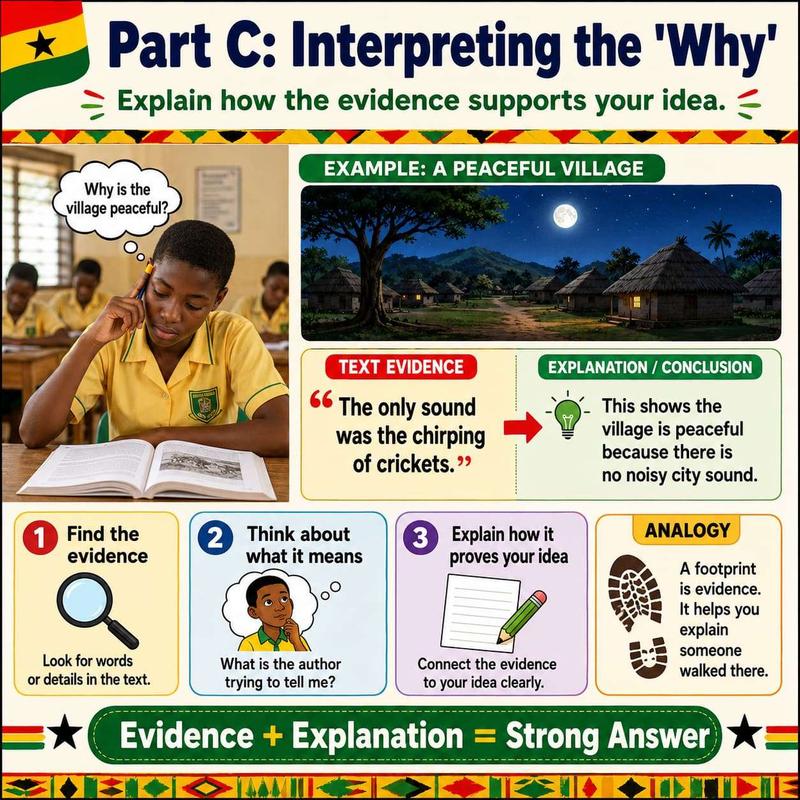 Part C: Interpreting the 'Why'
Explain how the evidence supports your idea.
Why is the
village peaceful?
EXAMPLE: A PEACEFUL VILLAGE
TEXT EVIDENCE
“The only sound
was the chirping
of crickets.”
EXPLANATION / CONCLUSION
This shows the
village is peaceful
because there is
no noisy city sound.
1
Find the
evidence
Look for words
or details in the text.
2
Think about
what it means
What is the author
trying to tell me?
3
Explain how it
proves your idea
Connect the evidence
to your idea clearly.
ANALOGY
A footprint
is evidence.
It helps you
explain
someone
walked there.
Evidence + Explanation = Strong Answer